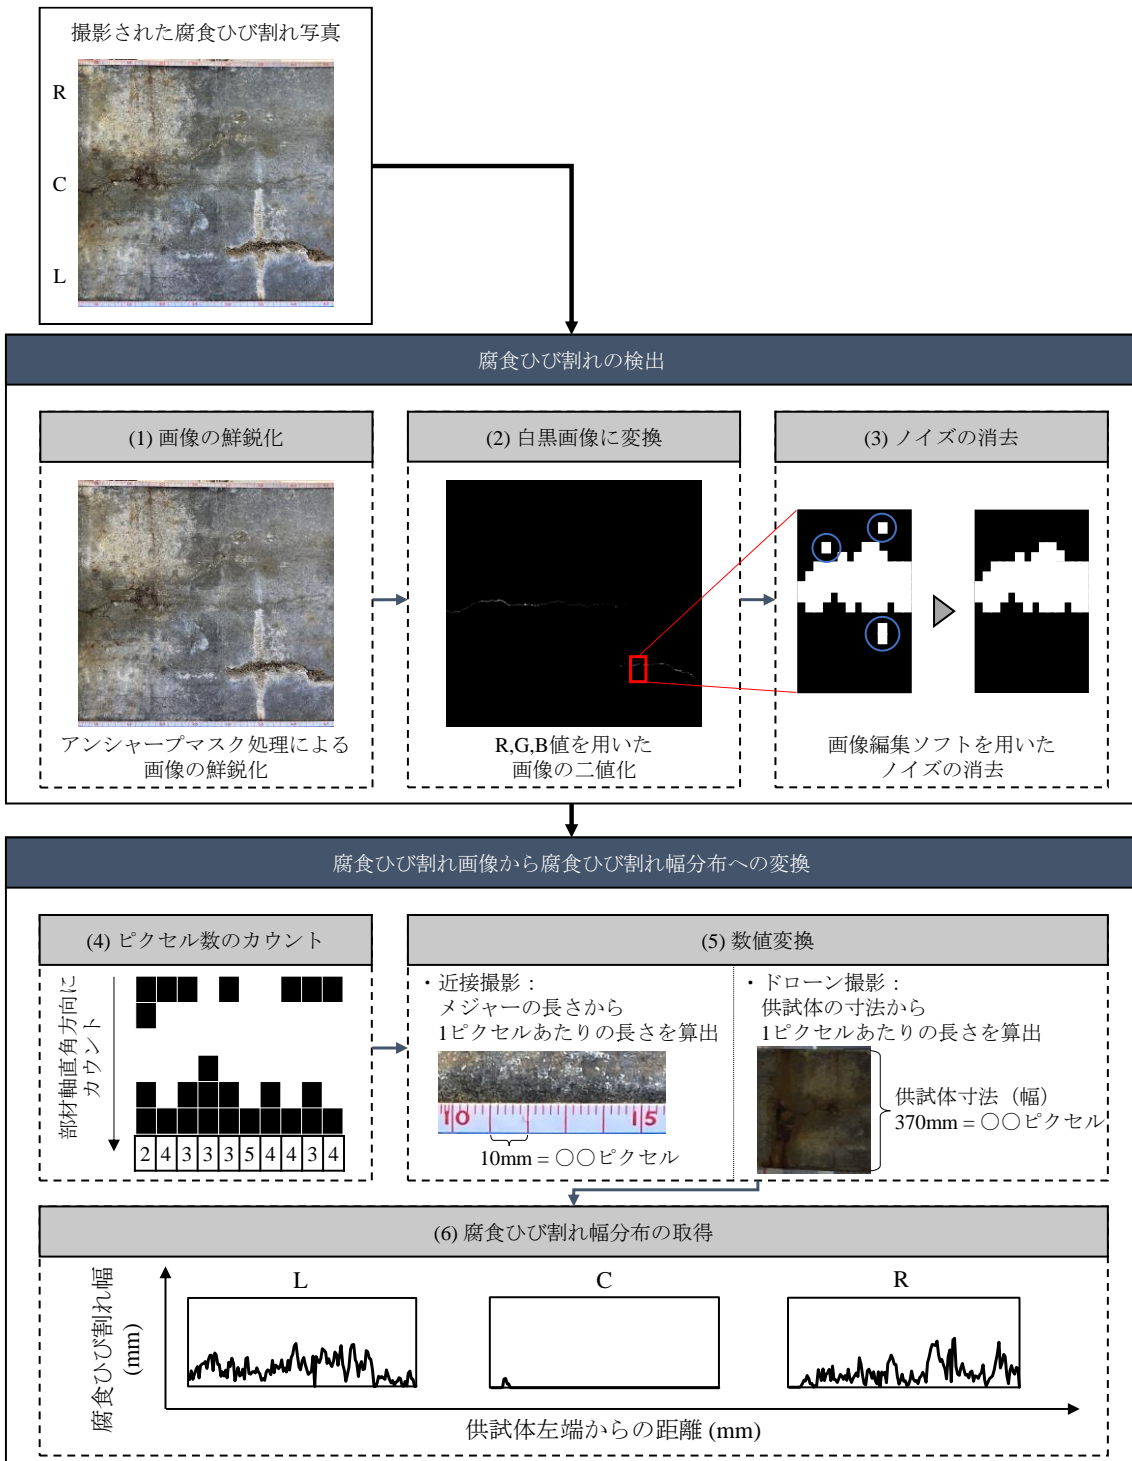 撮影された腐食ひび割れ写真
R
C
L
腐食ひび割れの検出
(1) 画像の鮮鋭化
アンシャープマスク処理による
画像の鮮鋭化
(2) 白黒画像に変換
R,G,B値を用いた
画像の二値化
(3) ノイズの消去
画像編集ソフトを用いた
ノイズの消去
腐食ひび割れ画像から腐食ひび割れ幅分布への変換
(4) ピクセル数のカウント
部材軸直角方向に
カウント
2 4 3 3 3 5 4 4 3 4
(5) 数値変換
・近接撮影：
メジャーの長さから
1ピクセルあたりの長さを算出
10 15
10mm = 〇〇ピクセル
・ドローン撮影：
供試体の寸法から
1ピクセルあたりの長さを算出
供試体寸法（幅）
370mm = 〇〇ピクセル
(6) 腐食ひび割れ幅分布の取得
腐食ひび割れ幅
(mm)
L
C
R
供試体左端からの距離 (mm)